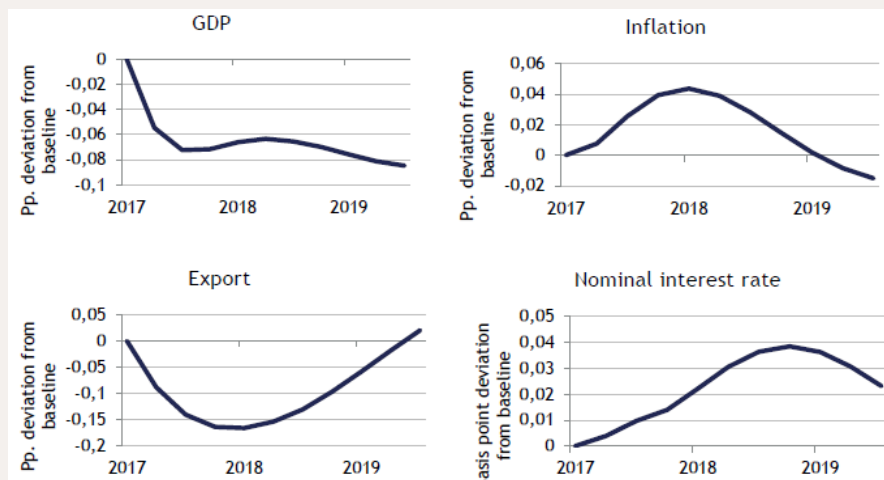 GDP
Pp. deviation from
baseline
0
-0,02
-0,04
-0,06
-0,08
-0,1
2017 2018 2019
Inflation
Pp. deviation from
baseline
0,06
0,04
0,02
0
-0,02
2017 2018 2019
Export
Pp. deviation from
baseline
0,05
0
-0,05
-0,1
-0,15
-0,2
2017 2018 2019
Nominal interest rate
asis point deviation
from baseline
0,05
0,04
0,03
0,02
0,01
0
2017 2018 2019